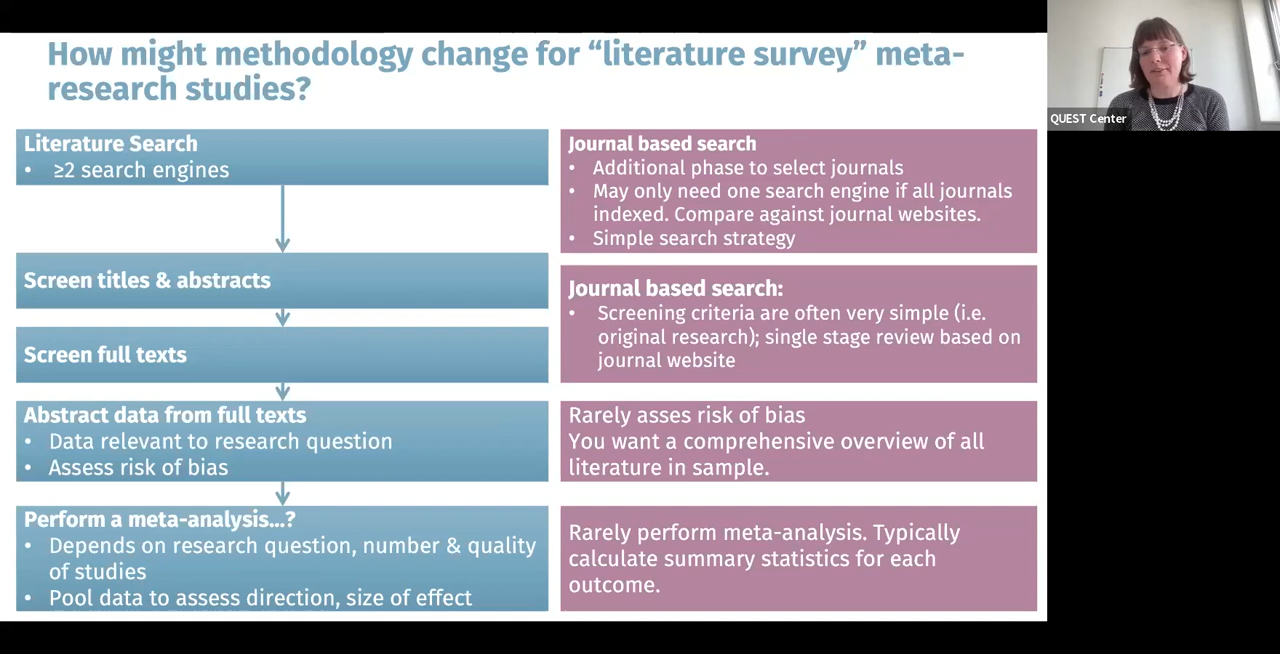 How might methodology change for “literature survey” meta-
research studies?
Literature Search
• ≥2 search engines
Screen titles & abstracts
Screen full texts
Abstract data from full texts
• Data relevant to research question
• Assess risk of bias
Perform a meta-analysis…?
• Depends on research question, number & quality
of studies
• Pool data to assess direction, size of effect
Journal based search
• Additional phase to select journals
• May only need one search engine if all journals
indexed. Compare against journal websites.
• Simple search strategy
Journal based search:
• Screening criteria are often very simple (i.e.
original research); single stage review based on
journal website
Rarely asses risk of bias
You want a comprehensive overview of all
literature in sample.
Rarely perform meta-analysis. Typically
calculate summary statistics for each
outcome.
QUEST Center